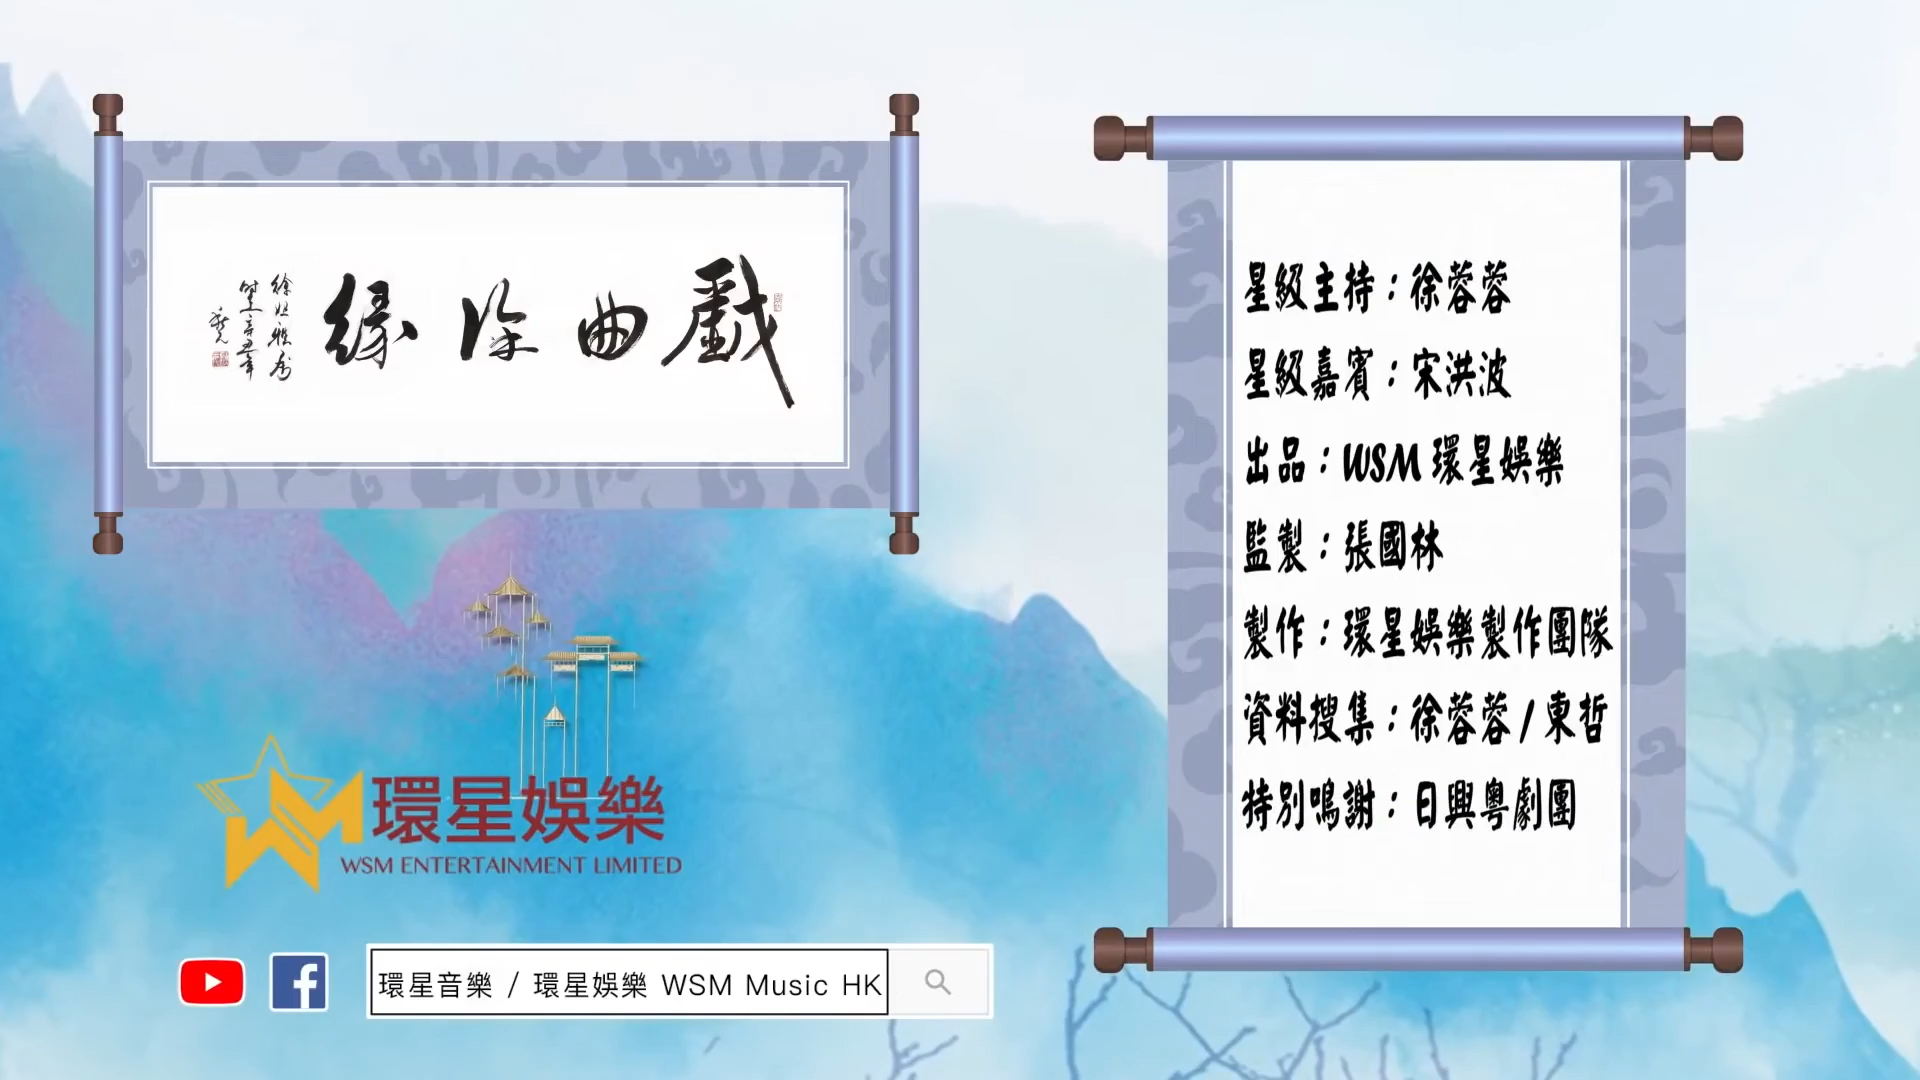 戲曲深緣
星級主持：徐蓉蓉
星級嘉賓：宋洪波
出品：WSM 環星娛樂
監製：張國林
製作：環星娛樂製作團隊
資料搜集：徐蓉蓉 / 東哲
特別鳴謝：日興粵劇團
環星娛樂
WSM ENTERTAINMENT LIMITED
環星音樂 / 環星娛樂 WSM Music HK